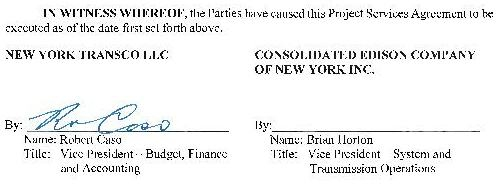 IN WITNESS WHEREOF, the Parties have caused this Project Services Agreement to be
executed as of the date first set forth above.
NEW YORK TRANSCO LLC
CONSOLIDATED EDISON COMPANY
OF NEW YORK INC.
By: Rob Caso
Name: Robert Caso
Title: Vice President - Budget, Finance
and Accounting
By:
Name: Brian Horton
Title: Vice President - System and
Transmission Operations